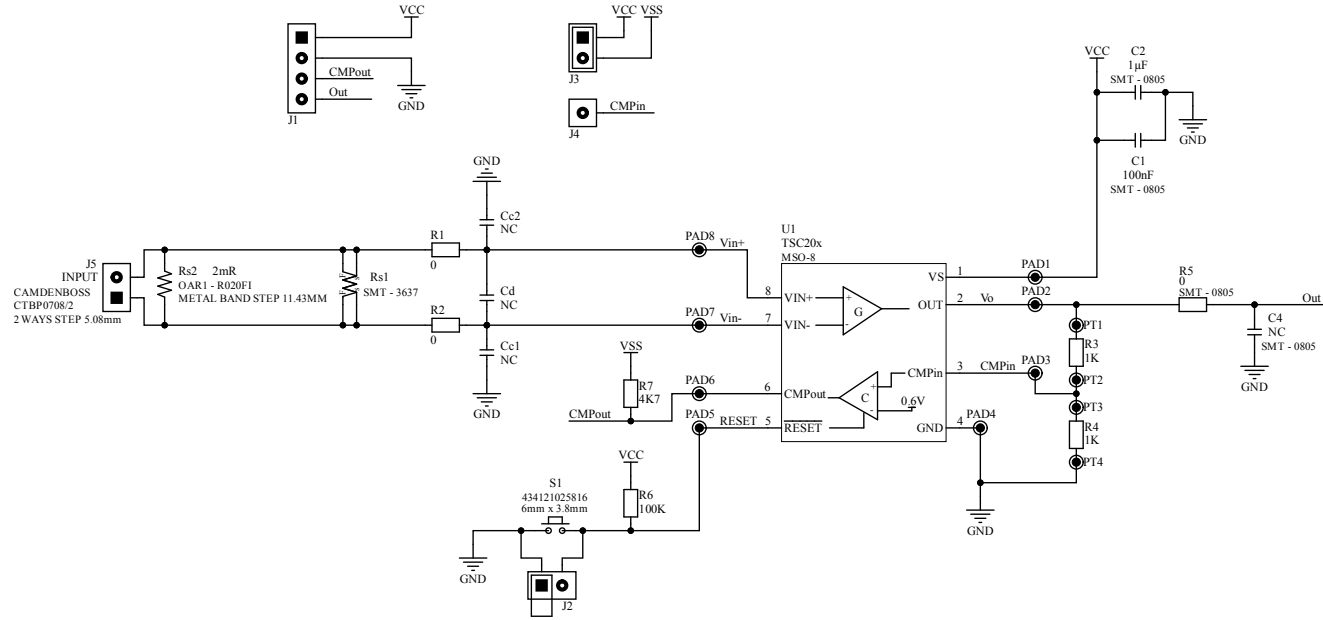 VCC
CMPout
Out
GND
J1
VCC VSS
J3
CMPin
J4
VCC
C2
1µF
SMT - 0805
GND
C1
100nF
SMT - 0805
GND
Cc2
NC
R1
0
PAD8
Vin+
J5
INPUT
CAMDENBOSS
CTBP0708/2
2 WAYS STEP 5.08mm
Rs2 2mR
OAR1 - R020FI
METAL BAND STEP 11.43MM
Rs1
SMT - 3637
Cd
NC
R2
0
PAD7
Vin-
Cc1
NC
GND
U1
TSC20x
MSO-8
8 VIN+
7 VIN-
+
-
G
VS 1
OUT 2
PAD1
PAD2
Vo
R5
0
SMT - 0805
Out
C4
NC
SMT - 0805
GND
PT1
R3
1K
PT2
PT3
R4
1K
PT4
CMPin 3
CMPin
PAD3
GND 4
PAD4
GND
6 CMPout
5 RESET
+
-
C
0.6V
VSS
R7
4K7
CMPout
PAD6
PAD5
RESET
VCC
R6
100K
S1
434121025816
6mm x 3.8mm
GND
J2